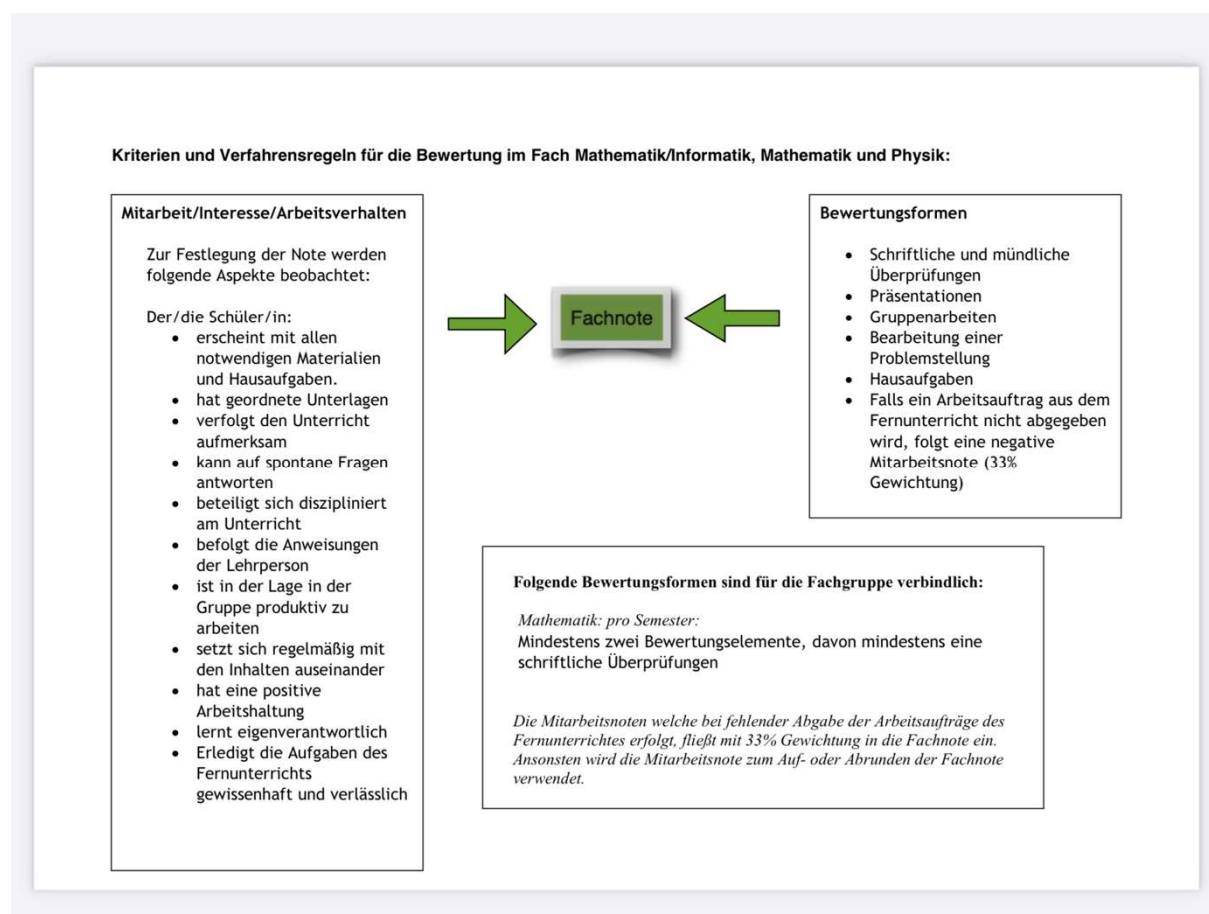 Kriterien und Verfahrensregeln für die Bewertung im Fach Mathematik/Informatik, Mathematik und Physik:
Mitarbeit/Interesse/Arbeitsverhalten
Zur Festlegung der Note werden
folgende Aspekte beobachtet:
Der/die Schüler/in:
• erscheint mit allen
notwendigen Materialien
und Hausaufgaben.
• hat geordnete Unterlagen
• verfolgt den Unterricht
aufmerksam
• kann auf spontane Fragen
antworten
• beteiligt sich diszipliniert
am Unterricht
• befolgt die Anweisungen
der Lehrperson
• ist in der Lage in der
Gruppe produktiv zu
arbeiten
• setzt sich regelmäßig mit
den Inhalten auseinander
• hat eine positive
Arbeitshaltung
• lernt eigenverantwortlich
• Erledigt die Aufgaben des
Fernunterrichts
gewissenhaft und verlässlich
Fachnote
Bewertungsformen
• Schriftliche und mündliche
Überprüfungen
• Präsentationen
• Gruppenarbeiten
• Bearbeitung einer
Problemstellung
• Hausaufgaben
• Falls ein Arbeitsauftrag aus dem
Fernunterricht nicht abgegeben
wird, folgt eine negative
Mitarbeitsnote (33%
Gewichtung)
Folgende Bewertungsformen sind für die Fachgruppe verbindlich:
Mathematik: pro Semester:
Mindestens zwei Bewertungselemente, davon mindestens eine
schriftliche Überprüfungen
Die Mitarbeitsnoten welche bei fehlender Abgabe der Arbeitsaufträge des
Fernunterrichtes erfolgt, fließt mit 33% Gewichtung in die Fachnote ein.
Ansonsten wird die Mitarbeitsnote zum Auf- oder Abrunden der Fachnote
verwendet.